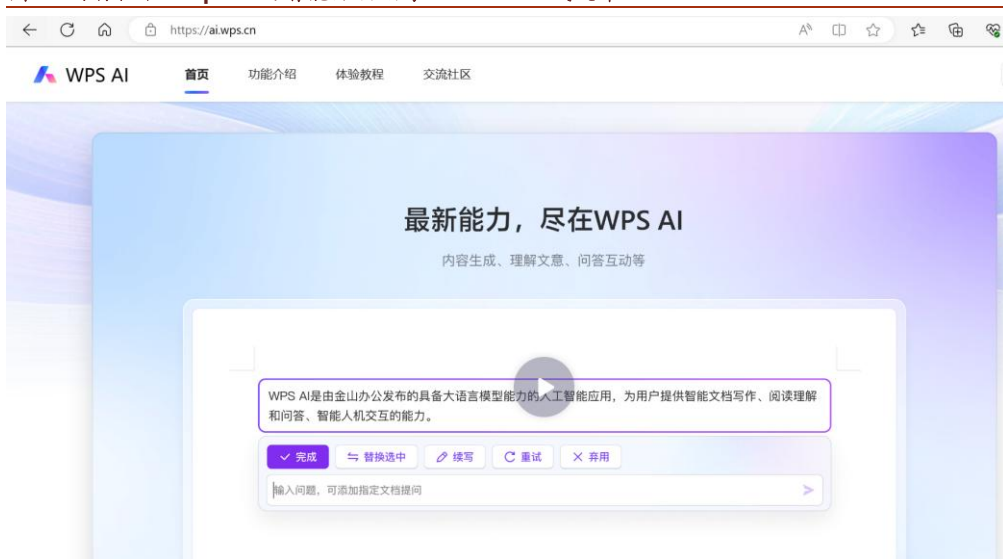 https://ai.wps.cn
WPS AI 首页 功能介绍 体验教程 交流社区
最新能力，尽在WPS AI
内容生成、理解文意、问答互动等
WPS AI是由金山办公发布的具备大语言模型能力的人工智能应用，为用户提供智能文档写作、阅读理解
和问答、智能人机交互的能力。
完成 替换选中 续写 重试 弃用
输入问题，可添加指定文档提问